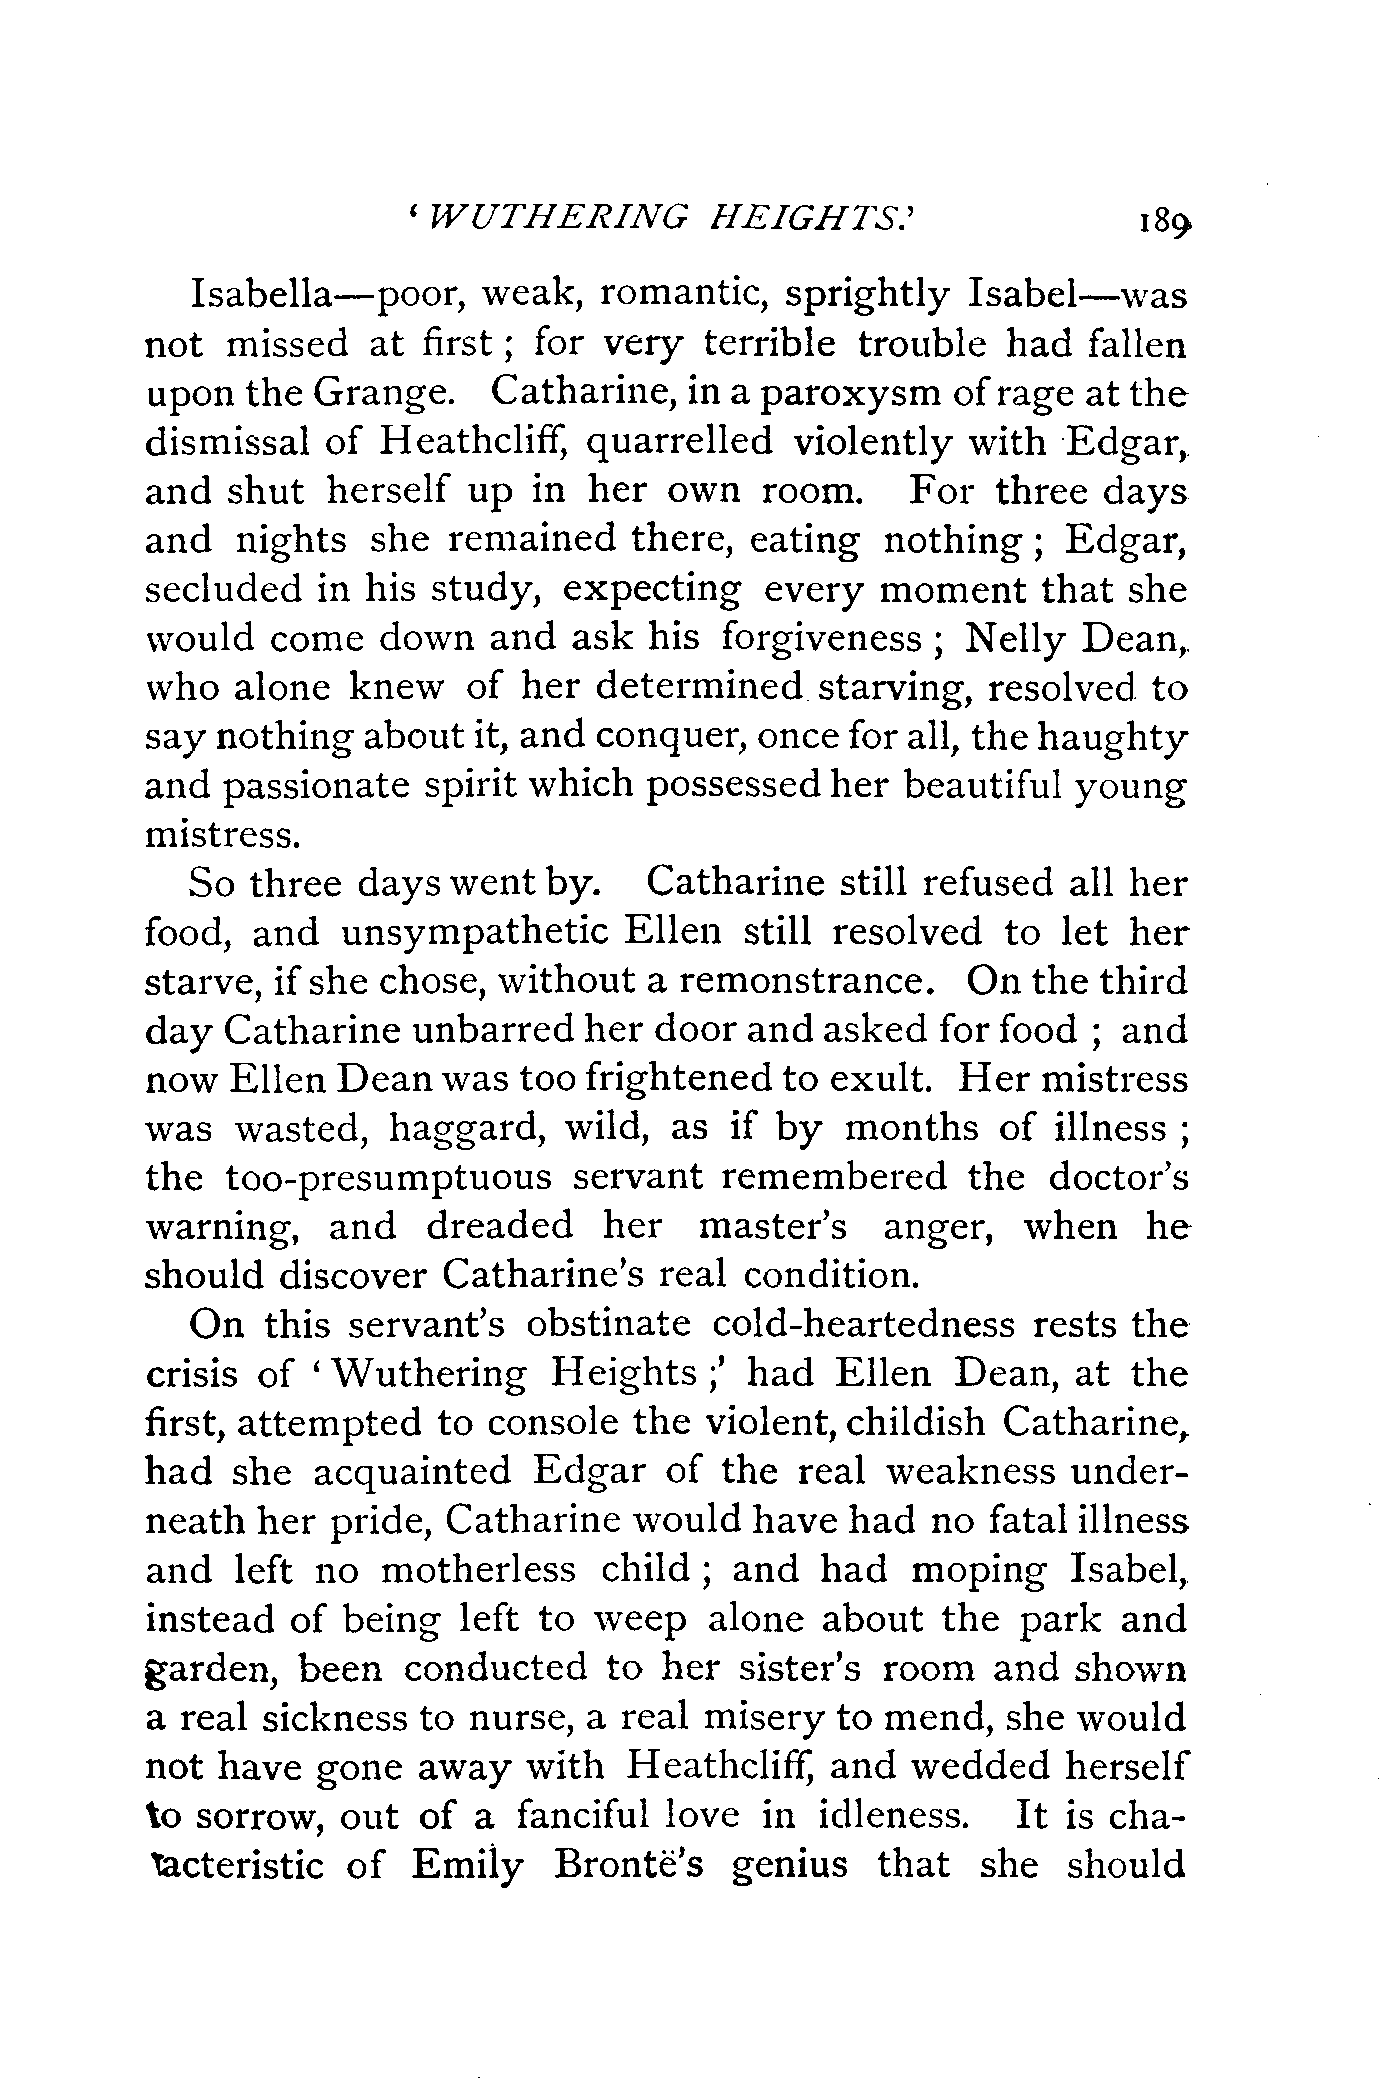 ‘ WUTHERING HEIGHTS.’ 189
Isabella—poor, weak, romantic, sprightly Isabel—was
not missed at first ; for very terrible trouble had fallen
upon the Grange. Catharine, in a paroxysm of rage at the
dismissal of Heathcliff, quarrelled violently with Edgar,
and shut herself up in her own room. For three days
and nights she remained there, eating nothing ; Edgar,
secluded in his study, expecting every moment that she
would come down and ask his forgiveness ; Nelly Dean,
who alone knew of her determined starving, resolved to
say nothing about it, and conquer, once for all, the haughty
and passionate spirit which possessed her beautiful young
mistress.
So three days went by. Catharine still refused all her
food, and unsympathetic Ellen still resolved to let her
starve, if she chose, without a remonstrance. On the third
day Catharine unbarred her door and asked for food ; and
now Ellen Dean was too frightened to exult. Her mistress
was wasted, haggard, wild, as if by months of illness ;
the too-presumptuous servant remembered the doctor’s
warning, and dreaded her master’s anger, when he
should discover Catharine’s real condition.
On this servant’s obstinate cold-heartedness rests the
crisis of ‘ Wuthering Heights ;’ had Ellen Dean, at the
first, attempted to console the violent, childish Catharine,
had she acquainted Edgar of the real weakness under-
neath her pride, Catharine would have had no fatal illness
and left no motherless child ; and had moping Isabel,
instead of being left to weep alone about the park and
garden, been conducted to her sister’s room and shown
a real sickness to nurse, a real misery to mend, she would
not have gone away with Heathcliff, and wedded herself
to sorrow, out of a fanciful love in idleness. It is cha-
racteristic of Emily Brontë’s genius that she should